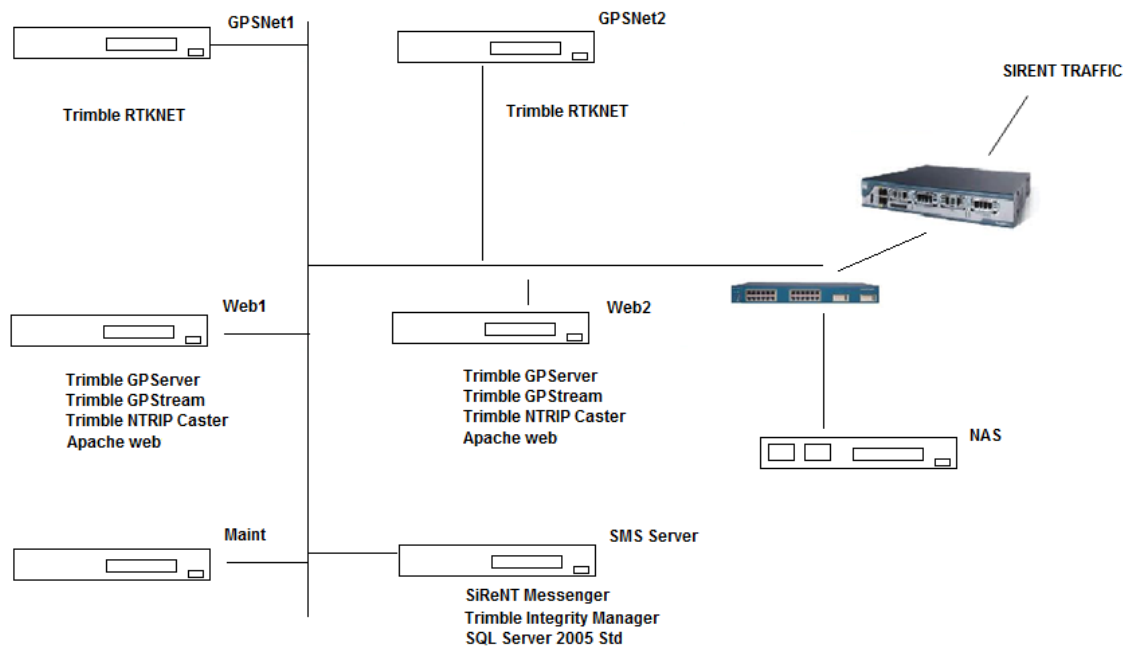 GPSNet1
GPSNet2
SIRENT TRAFFIC
Trimble RTKNET
Trimble RTKNET
Web1
Web2
Trimble GPServer
Trimble GPStream
Trimble NTRIP Caster
Apache web
Trimble GPServer
Trimble GPStream
Trimble NTRIP Caster
Apache web
NAS
Maint
SMS Server
SiReNT Messenger
Trimble Integrity Manager
SQL Server 2005 Std